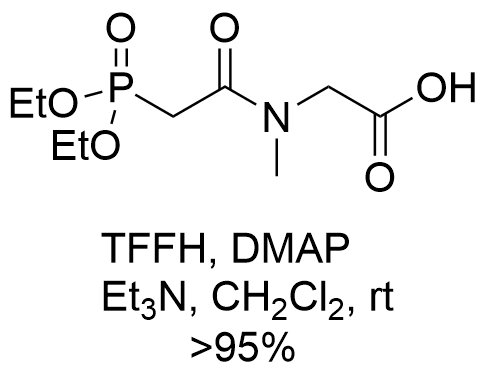 O O
EtO P N OH
EtO O
TFFH, DMAP
Et₃N, CH₂Cl₂, rt
>95%